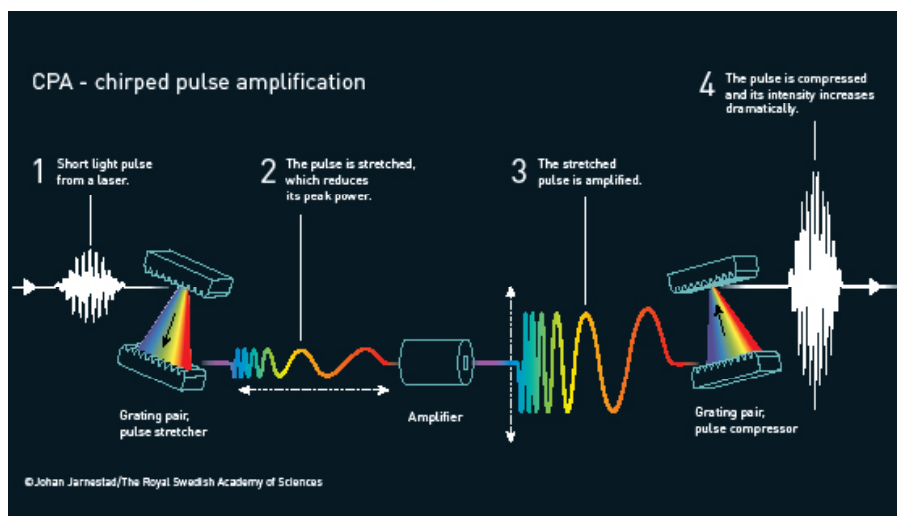 CPA - chirped pulse amplification
1 Short light pulse
from a laser.
2 The pulse is stretched,
which reduces
its peak power.
3 The stretched
pulse is amplified.
4 The pulse is compressed
and its intensity increases
dramatically.
Grating pair,
pulse stretcher
Amplifier
Grating pair,
pulse compressor
©Johan Jarnestad/The Royal Swedish Academy of Sciences